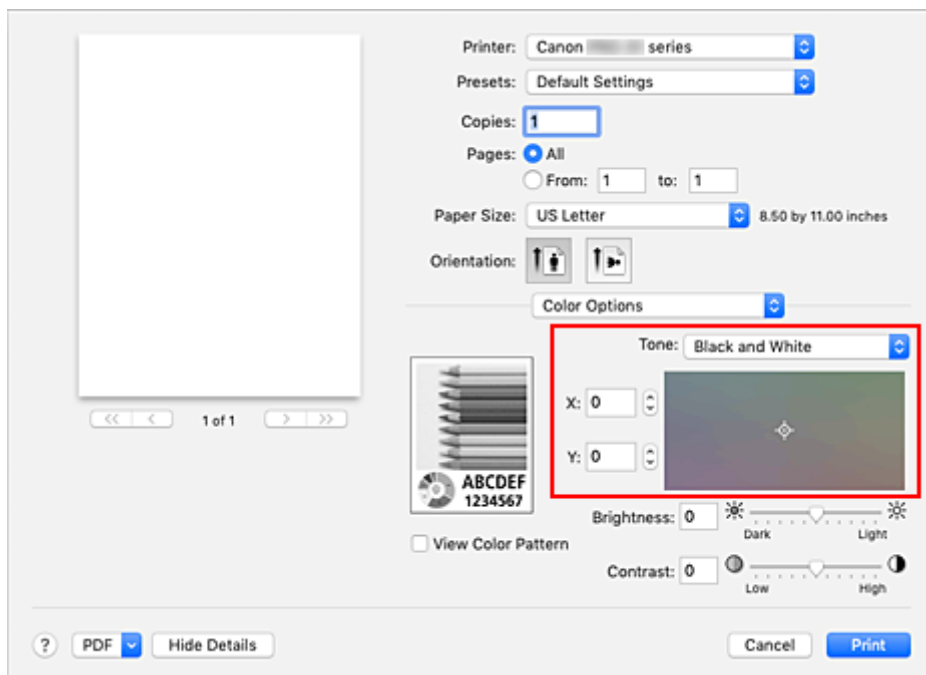 Printer: Canon series
Presets: Default Settings
Copies: 1
Pages: All
From: 1 to: 1
Paper Size: US Letter 8.50 by 11.00 inches
Orientation:
Color Options
Tone: Black and White
X: 0
Y: 0
<< < 1 of 1 > >>
ABCDEF
1234567
Brightness: 0
Dark Light
View Color Pattern
Contrast: 0
Low High
? PDF Hide Details Cancel Print